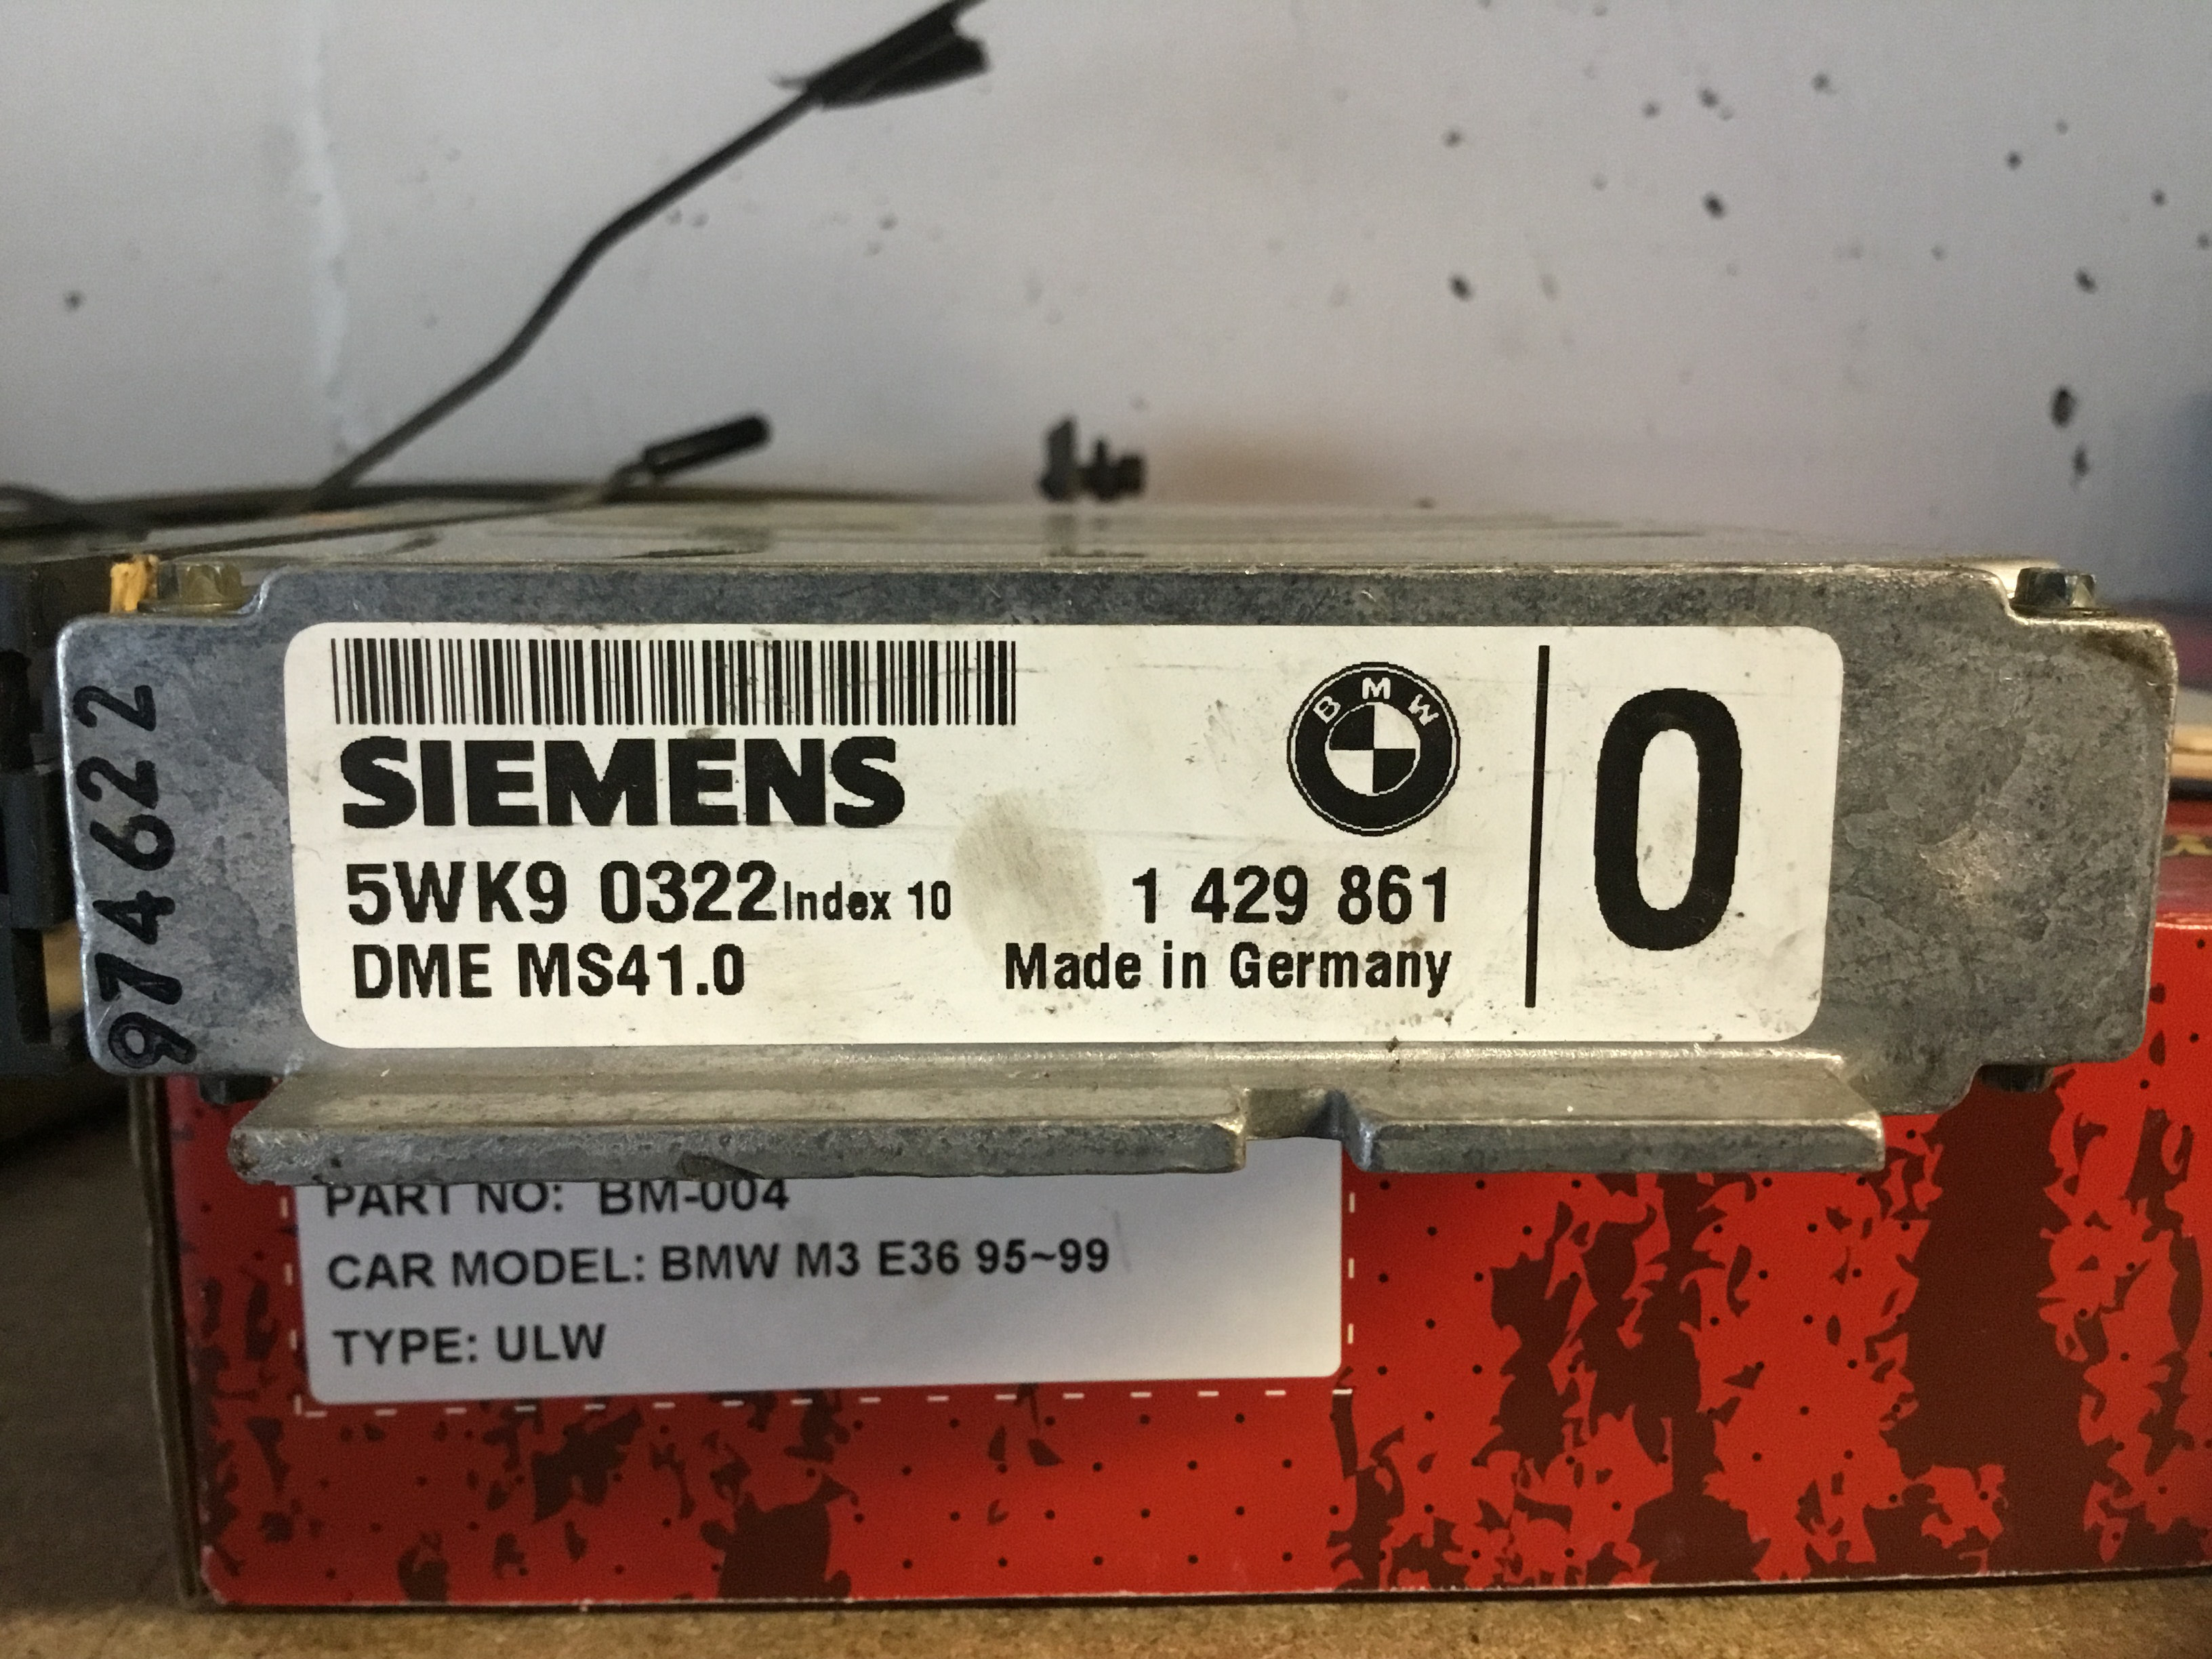 974622
SIEMENS
BMW
0
5WK9 0322 Index 10
1 429 861
DME MS41.0
Made in Germany
PART NO: BM-004
CAR MODEL: BMW M3 E36 95~99
TYPE: ULW